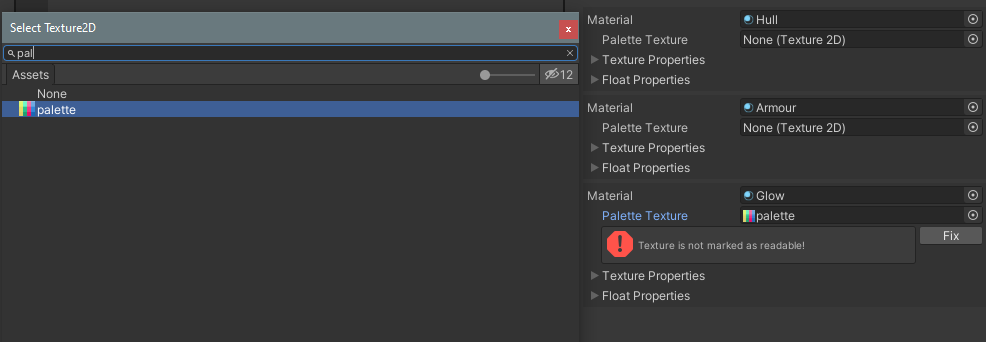 Select Texture2D
x
pal
Assets
12
None
palette
Material
Hull
Palette Texture
None (Texture 2D)
Texture Properties
Float Properties
Material
Armour
Palette Texture
None (Texture 2D)
Texture Properties
Float Properties
Material
Glow
Palette Texture
palette
Texture is not marked as readable!
Fix
Texture Properties
Float Properties